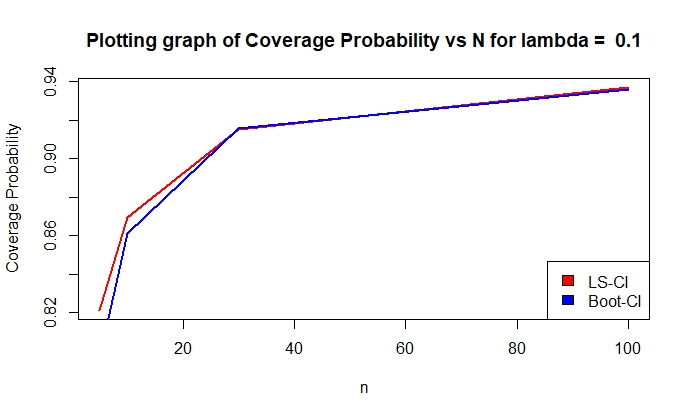 Plotting graph of Coverage Probability vs N for lambda =  0.1
Coverage Probability
0.94
0.90
0.86
0.82
LS-CI
Boot-CI
20 40 60 80 100
n